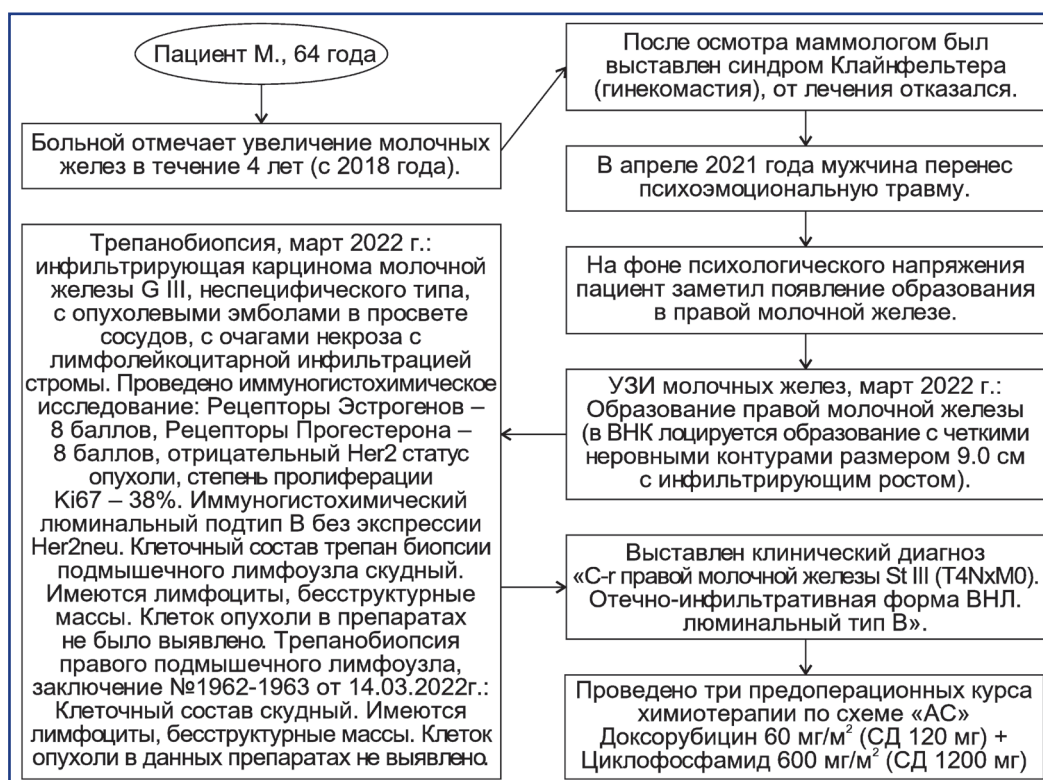 Пациент М., 64 года
Больной отмечает увеличение молочных
желез в течение 4 лет (с 2018 года).
После осмотра маммологом был
выставлен синдром Клайнфельтера
(гинекомастия), от лечения отказался.
В апреле 2021 года мужчина перенес
психоэмоциональную травму.
На фоне психологического напряжения
пациент заметил появление образования
в правой молочной железе.
УЗИ молочных желез, март 2022 г.:
Образование правой молочной железы
(в ВНК лоцируется образование с четкими
неровными контурами размером 9.0 см
с инфильтрирующим ростом).
Трепанобиопсия, март 2022 г.:
инфильтрирующая карцинома молочной
железы G III, неспецифического типа,
с опухолевыми эмболами в просвете
сосудов, с очагами некроза с
лимфолейкоцитарной инфильтрацией
стромы. Проведено иммуногистохимическое
исследование: Рецепторы Эстрогенов –
8 баллов, Рецепторы Прогестерона –
8 баллов, отрицательный Her2 статус
опухоли, степень пролиферации
Ki67 – 38%. Иммуногистохимический
люминальный подтип B без экспрессии
Her2neu. Клеточный состав трепан биопсии
подмышечного лимфоузла скудный.
Имеются лимфоциты, бесструктурные
массы. Клеток опухоли в препаратах
не было выявлено. Трепанобиопсия
правого подмышечного лимфоузла,
заключение №1962-1963 от 14.03.2022г.:
Клеточный состав скудный. Имеются
лимфоциты, бесструктурные массы. Клеток
опухоли в данных препаратах не выявлено.
Выставлен клинический диагноз
«С-r правой молочной железы St III (T4NxM0).
Отечно-инфильтративная форма ВНЛ.
люминальный тип B».
Проведено три предоперационных курса
химиотерапии по схеме «АС»
Доксорубицин 60 мг/м² (СД 120 мг) +
Циклофосфамид 600 мг/м² (СД 1200 мг)